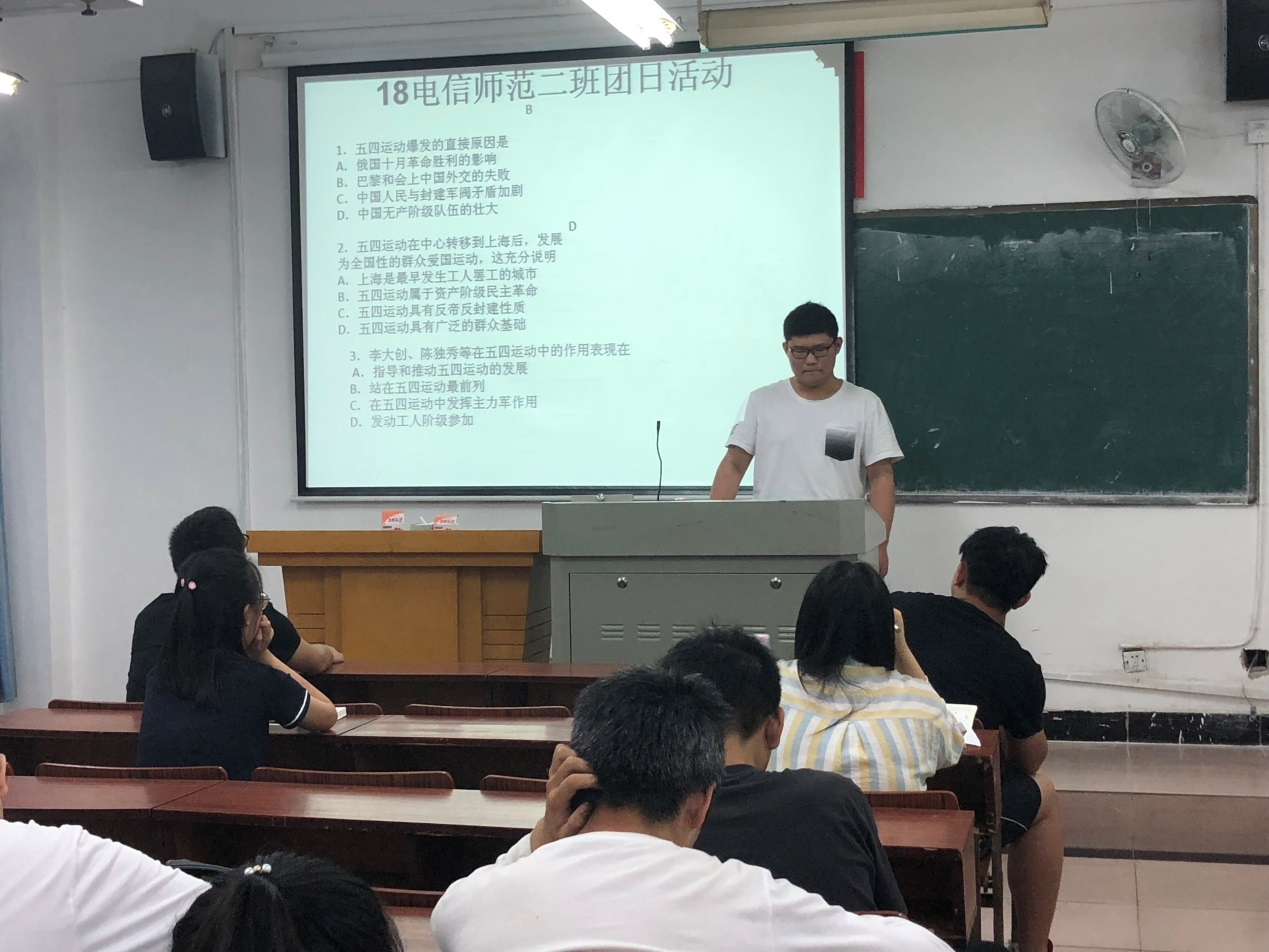 18电信师范二班团日活动
B
1. 五四运动爆发的直接原因是
A. 俄国十月革命胜利的影响
B. 巴黎和会上中国外交的失败
C. 中国人民与封建军阀矛盾加剧
D. 中国无产阶级队伍的壮大
D
2. 五四运动在中心转移到上海后，发展
为全国性的群众爱国运动，这充分说明
A. 上海是最早发生工人罢工的城市
B. 五四运动属于资产阶级民主革命
C. 五四运动具有反帝反封建性质
D. 五四运动具有广泛的群众基础
3. 李大创、陈独秀等在五四运动中的作用表现在
A. 指导和推动五四运动的发展
B. 站在五四运动最前列
C. 在五四运动中发挥主力军作用
D. 发动工人阶级参加